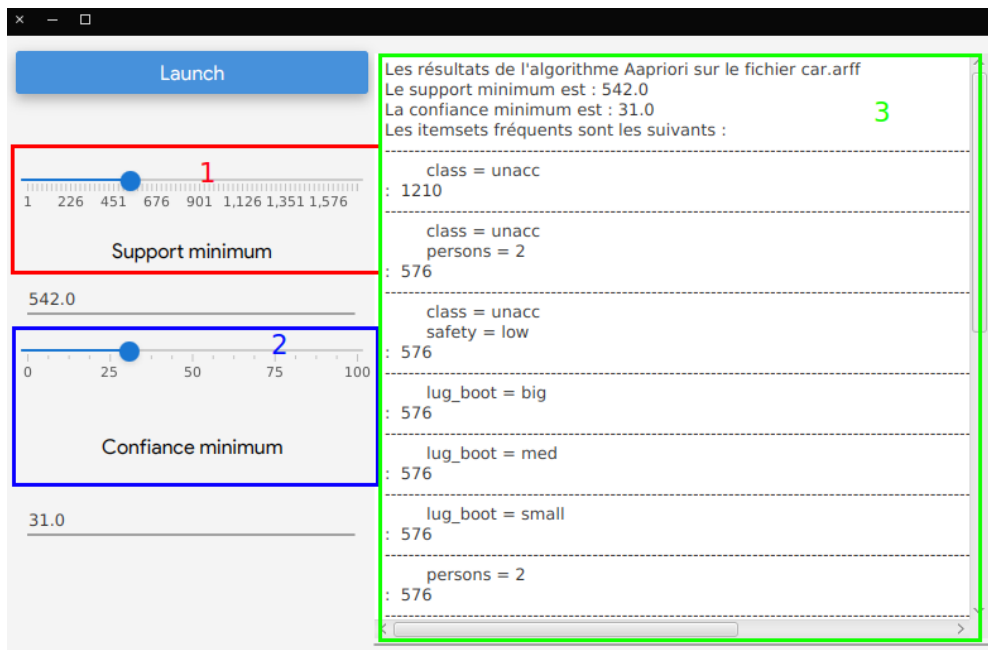 Launch
1
1 226 451 676 901 1,126 1,351 1,576
Support minimum
542.0
2
0 25 50 75 100
Confiance minimum
31.0
Les résultats de l'algorithme Aapriori sur le fichier car.arff
Le support minimum est : 542.0
La confiance minimum est : 31.0
3
Les itemsets fréquents sont les suivants :
class = unacc
: 1210
class = unacc
persons = 2
: 576
class = unacc
safety = low
: 576
lug_boot = big
: 576
lug_boot = med
: 576
lug_boot = small
: 576
persons = 2
: 576